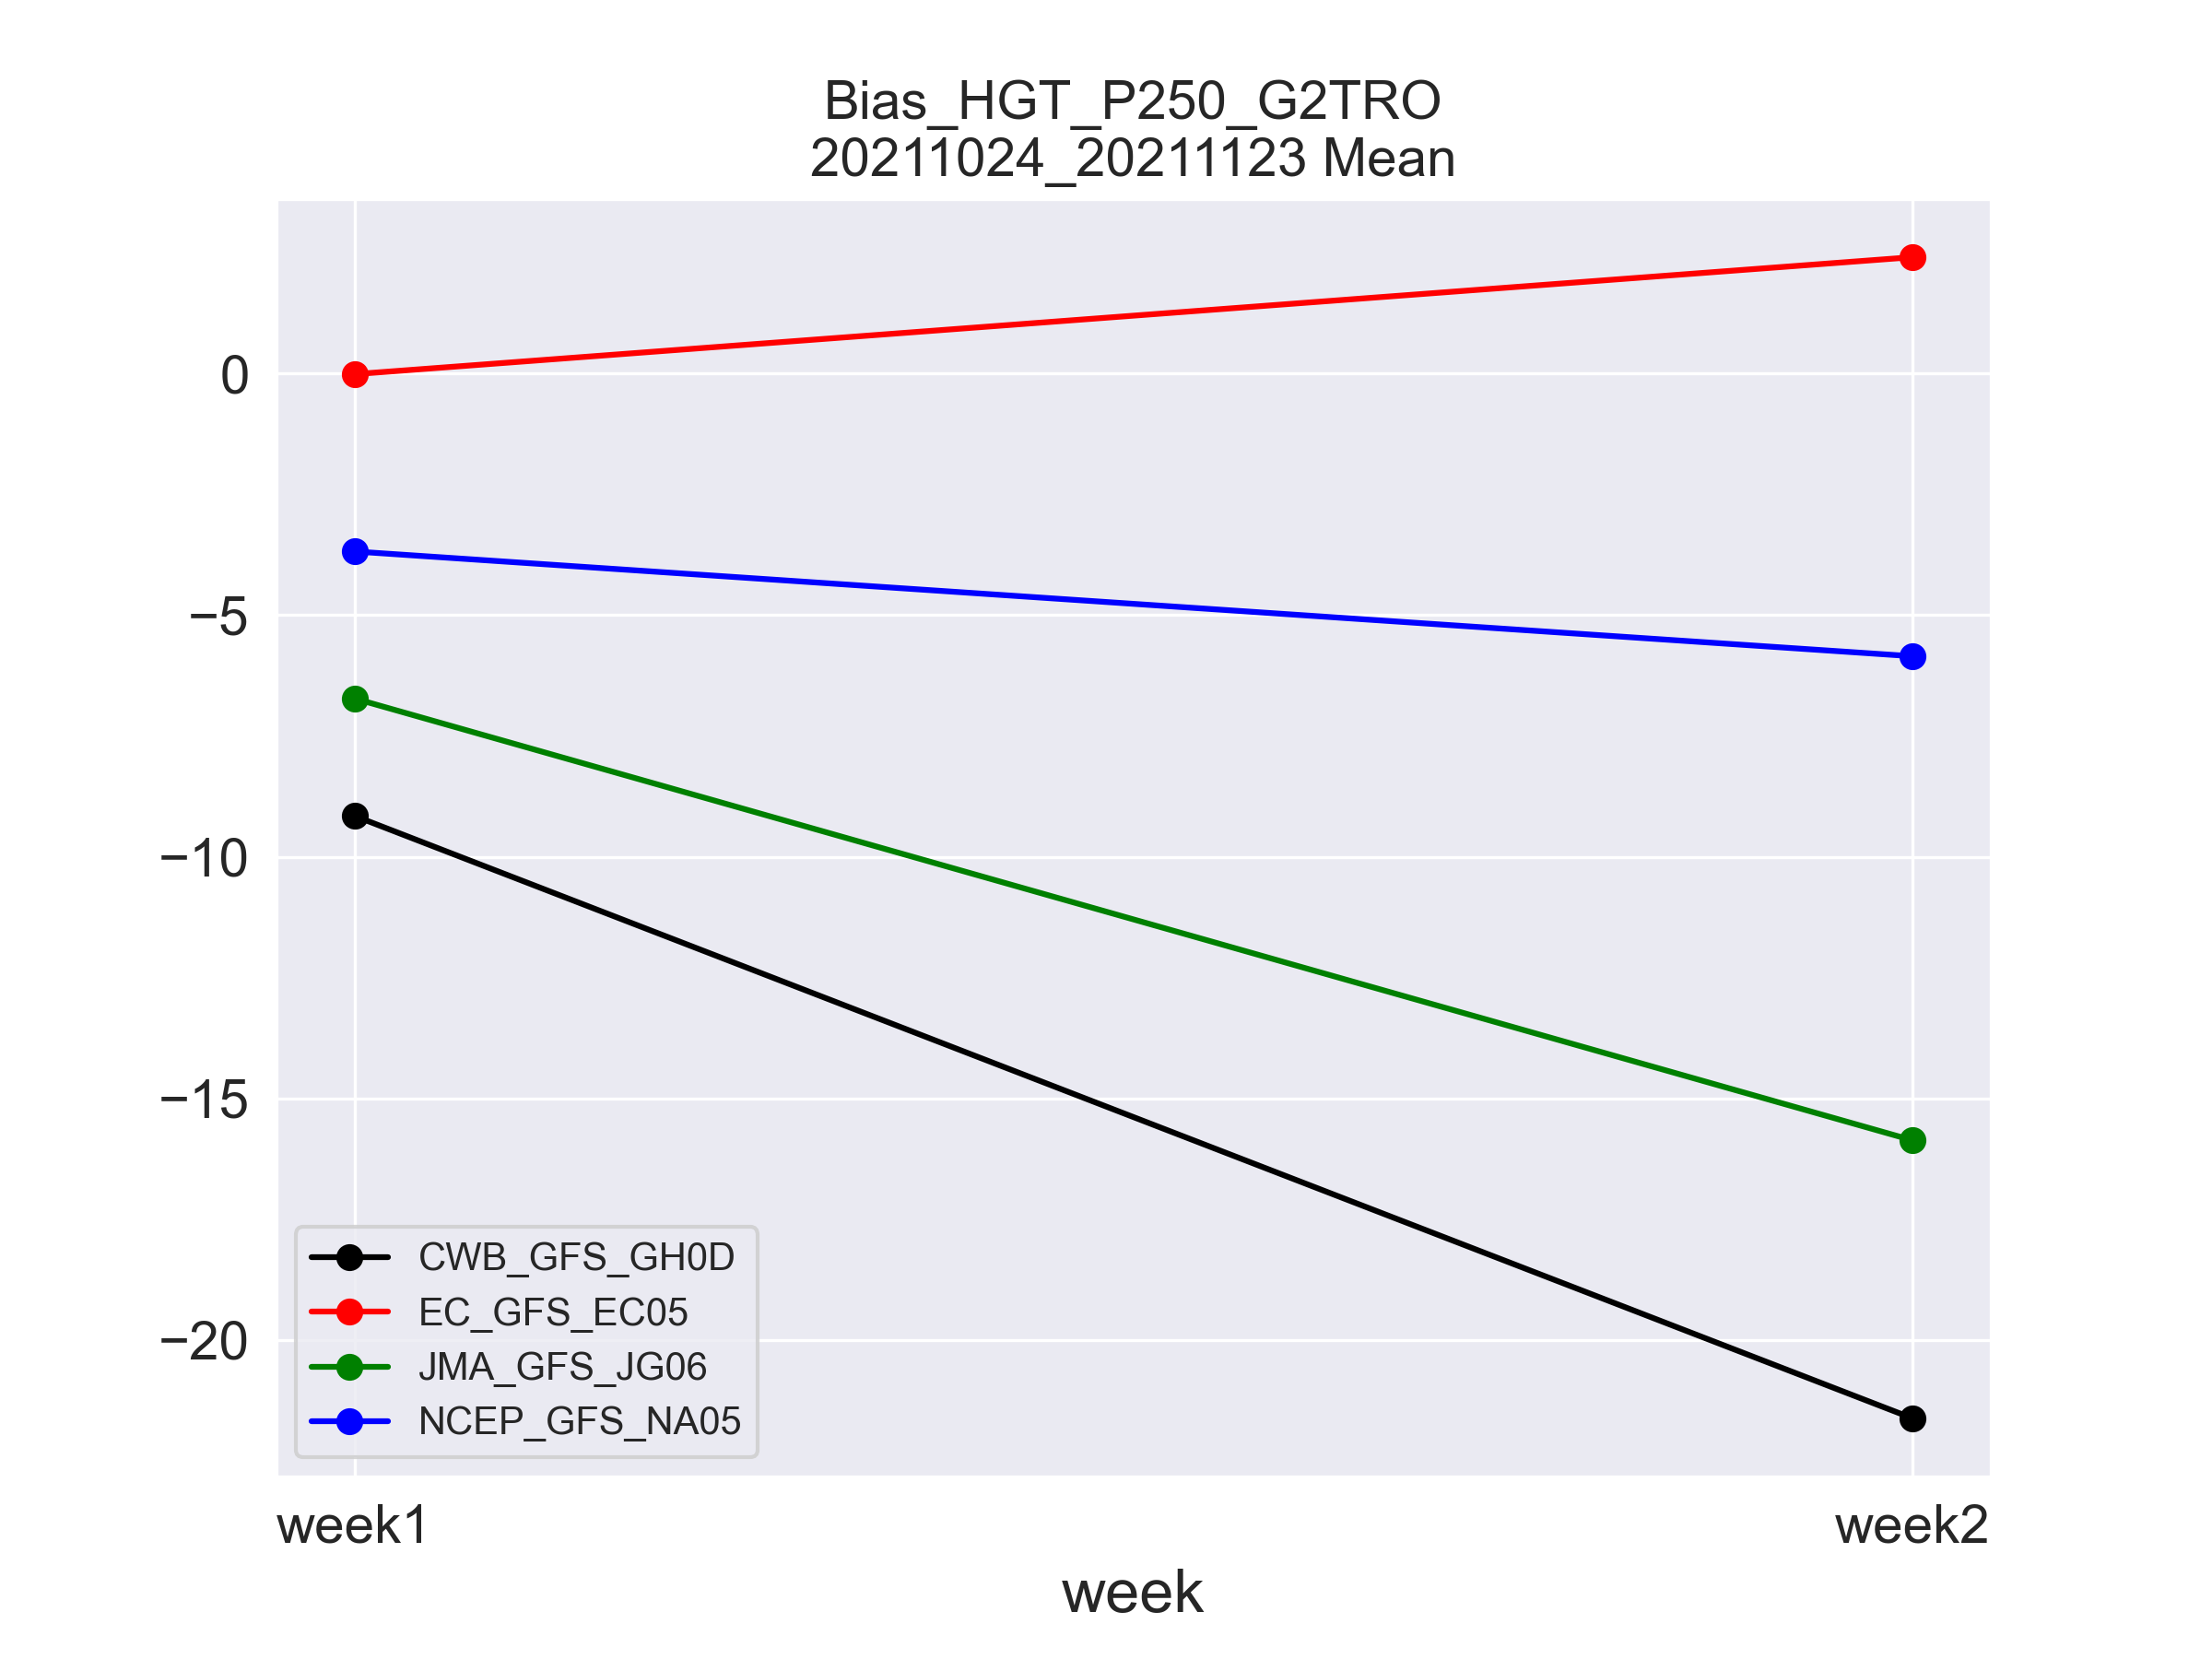 Bias_HGT_P250_G2TRO
20211024_20211123 Mean
0
−5
−10
−15
−20
CWB_GFS_GH0D
EC_GFS_EC05
JMA_GFS_JG06
NCEP_GFS_NA05
week1
week2
week